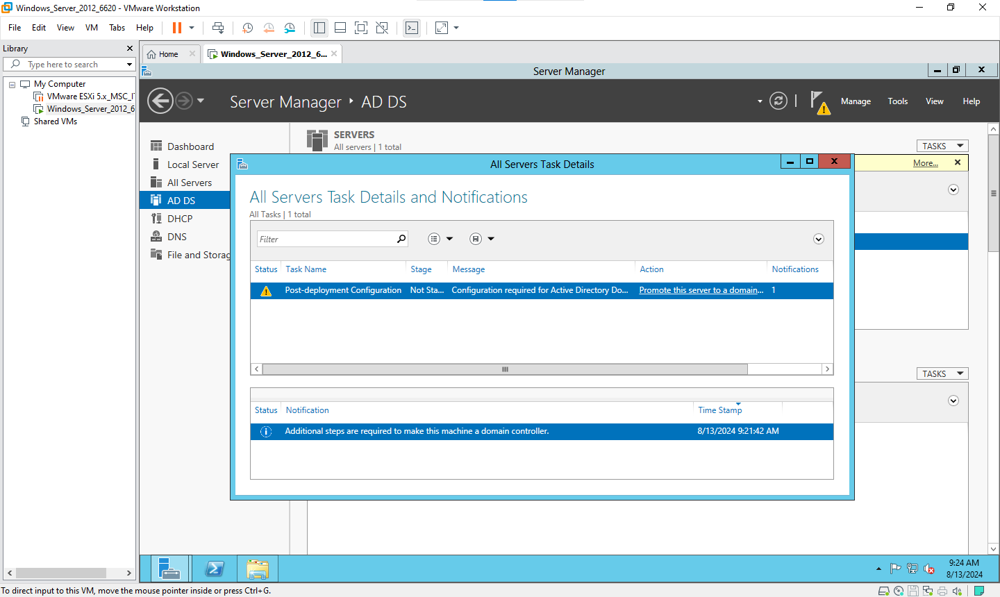 Windows_Server_2012_6620 - VMware Workstation
File Edit View VM Tabs Help
Library
Type here to search
My Computer
VMware ESXi 5.x_MSC_I
Windows_Server_2012_6
Shared VMs
Home
Windows_Server_2012_6...
Server Manager
Server Manager AD DS
Manage Tools View Help
Dashboard
Local Server
All Servers
AD DS
DHCP
DNS
File and Storag
SERVERS
All servers | 1 total
TASKS
More...
All Servers Task Details
All Servers Task Details and Notifications
All Tasks | 1 total
Filter
Status Task Name Stage Message Action Notifications
Post-deployment Configuration Not Sta... Configuration required for Active Directory Do... Promote this server to a domain... 1
TASKS
Status Notification Time Stamp
Additional steps are required to make this machine a domain controller. 8/13/2024 9:21:42 AM
9:24 AM
8/13/2024
To direct input to this VM, move the mouse pointer inside or press Ctrl+G.